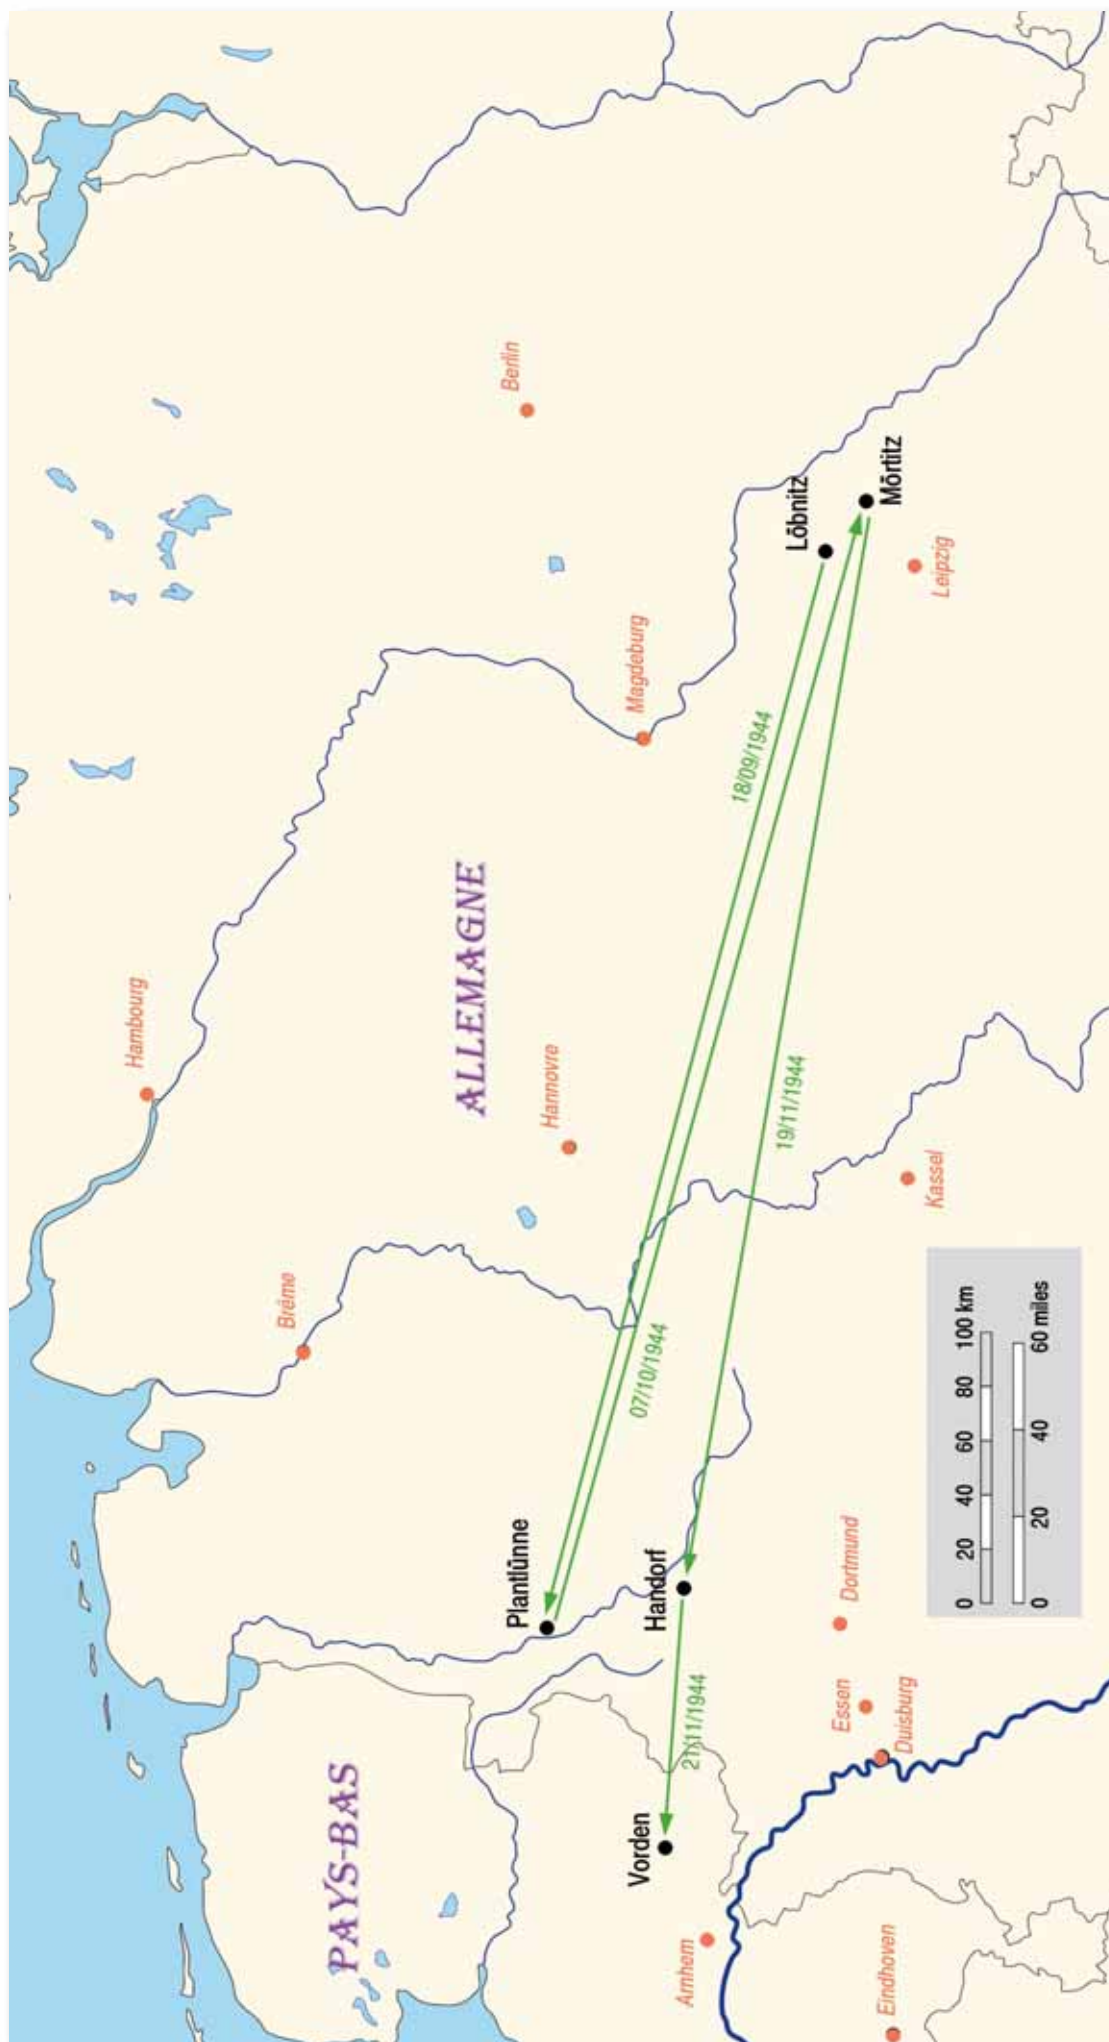 PAYS-BAS
ALLEMAGNE
Hambourg
Brême
Berlin
Hannovre
Magdeburg
Plantlünne
Löbnitz
18/09/1944
07/10/1944
Vorden
21/11/1944
Handorf
19/11/1944
Mörtitz
Leipzig
Arnhem
Essen
Duisburg
Dortmund
Kassel
Eindhoven
0 20 40 60 80 100 km
0 20 40 60 miles